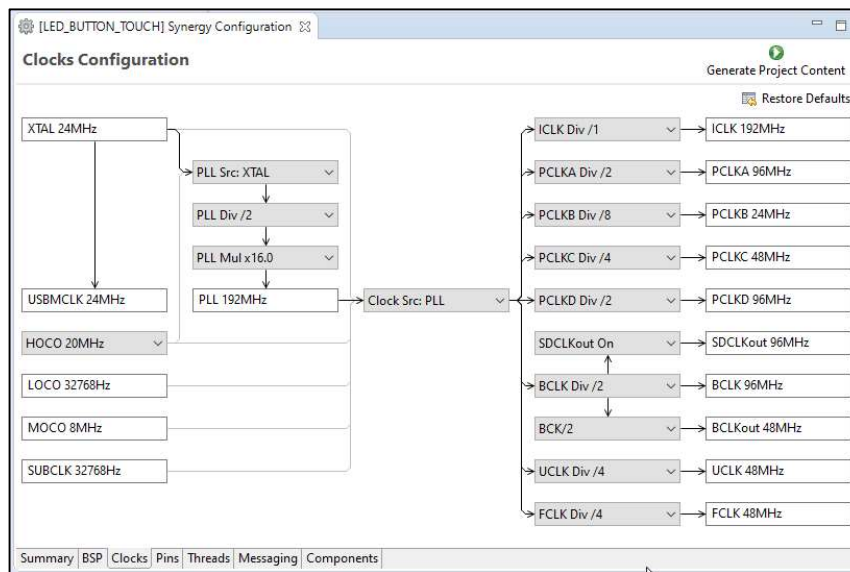 [LED_BUTTON_TOUCH] Synergy Configuration
Clocks Configuration
Generate Project Content
Restore Defaults
XTAL 24MHz
ICLK Div /1
ICLK 192MHz
PLL Src: XTAL
PCLKA Div /2
PCLKA 96MHz
PLL Div /2
PCLKB Div /8
PCLKB 24MHz
PLL Mul x16.0
PCLKC Div /4
PCLKC 48MHz
USBMCLK 24MHz
PLL 192MHz
Clock Src: PLL
PCLKD Div /2
PCLKD 96MHz
HOCO 20MHz
SDCLKout On
SDCLKout 96MHz
LOCO 32768Hz
BCLK Div /2
BCLK 96MHz
MOCO 8MHz
BCK/2
BCLKout 48MHz
SUBCLK 32768Hz
UCLK Div /4
UCLK 48MHz
FCLK Div /4
FCLK 48MHz
Summary BSP Clocks Pins Threads Messaging Components